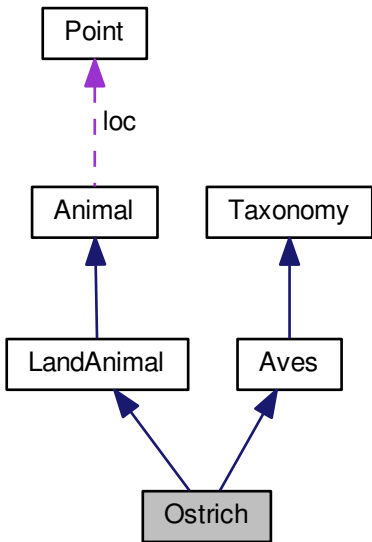 Point
loc
Animal
Taxonomy
LandAnimal
Aves
Ostrich